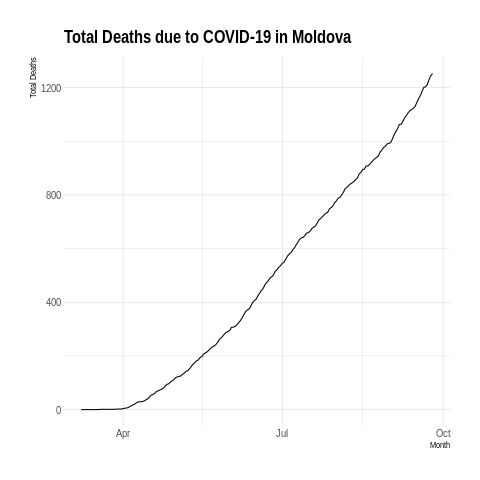 Total Deaths due to COVID-19 in Moldova
Total Deaths
1200
800
400
0
Apr
Jul
Oct
Month